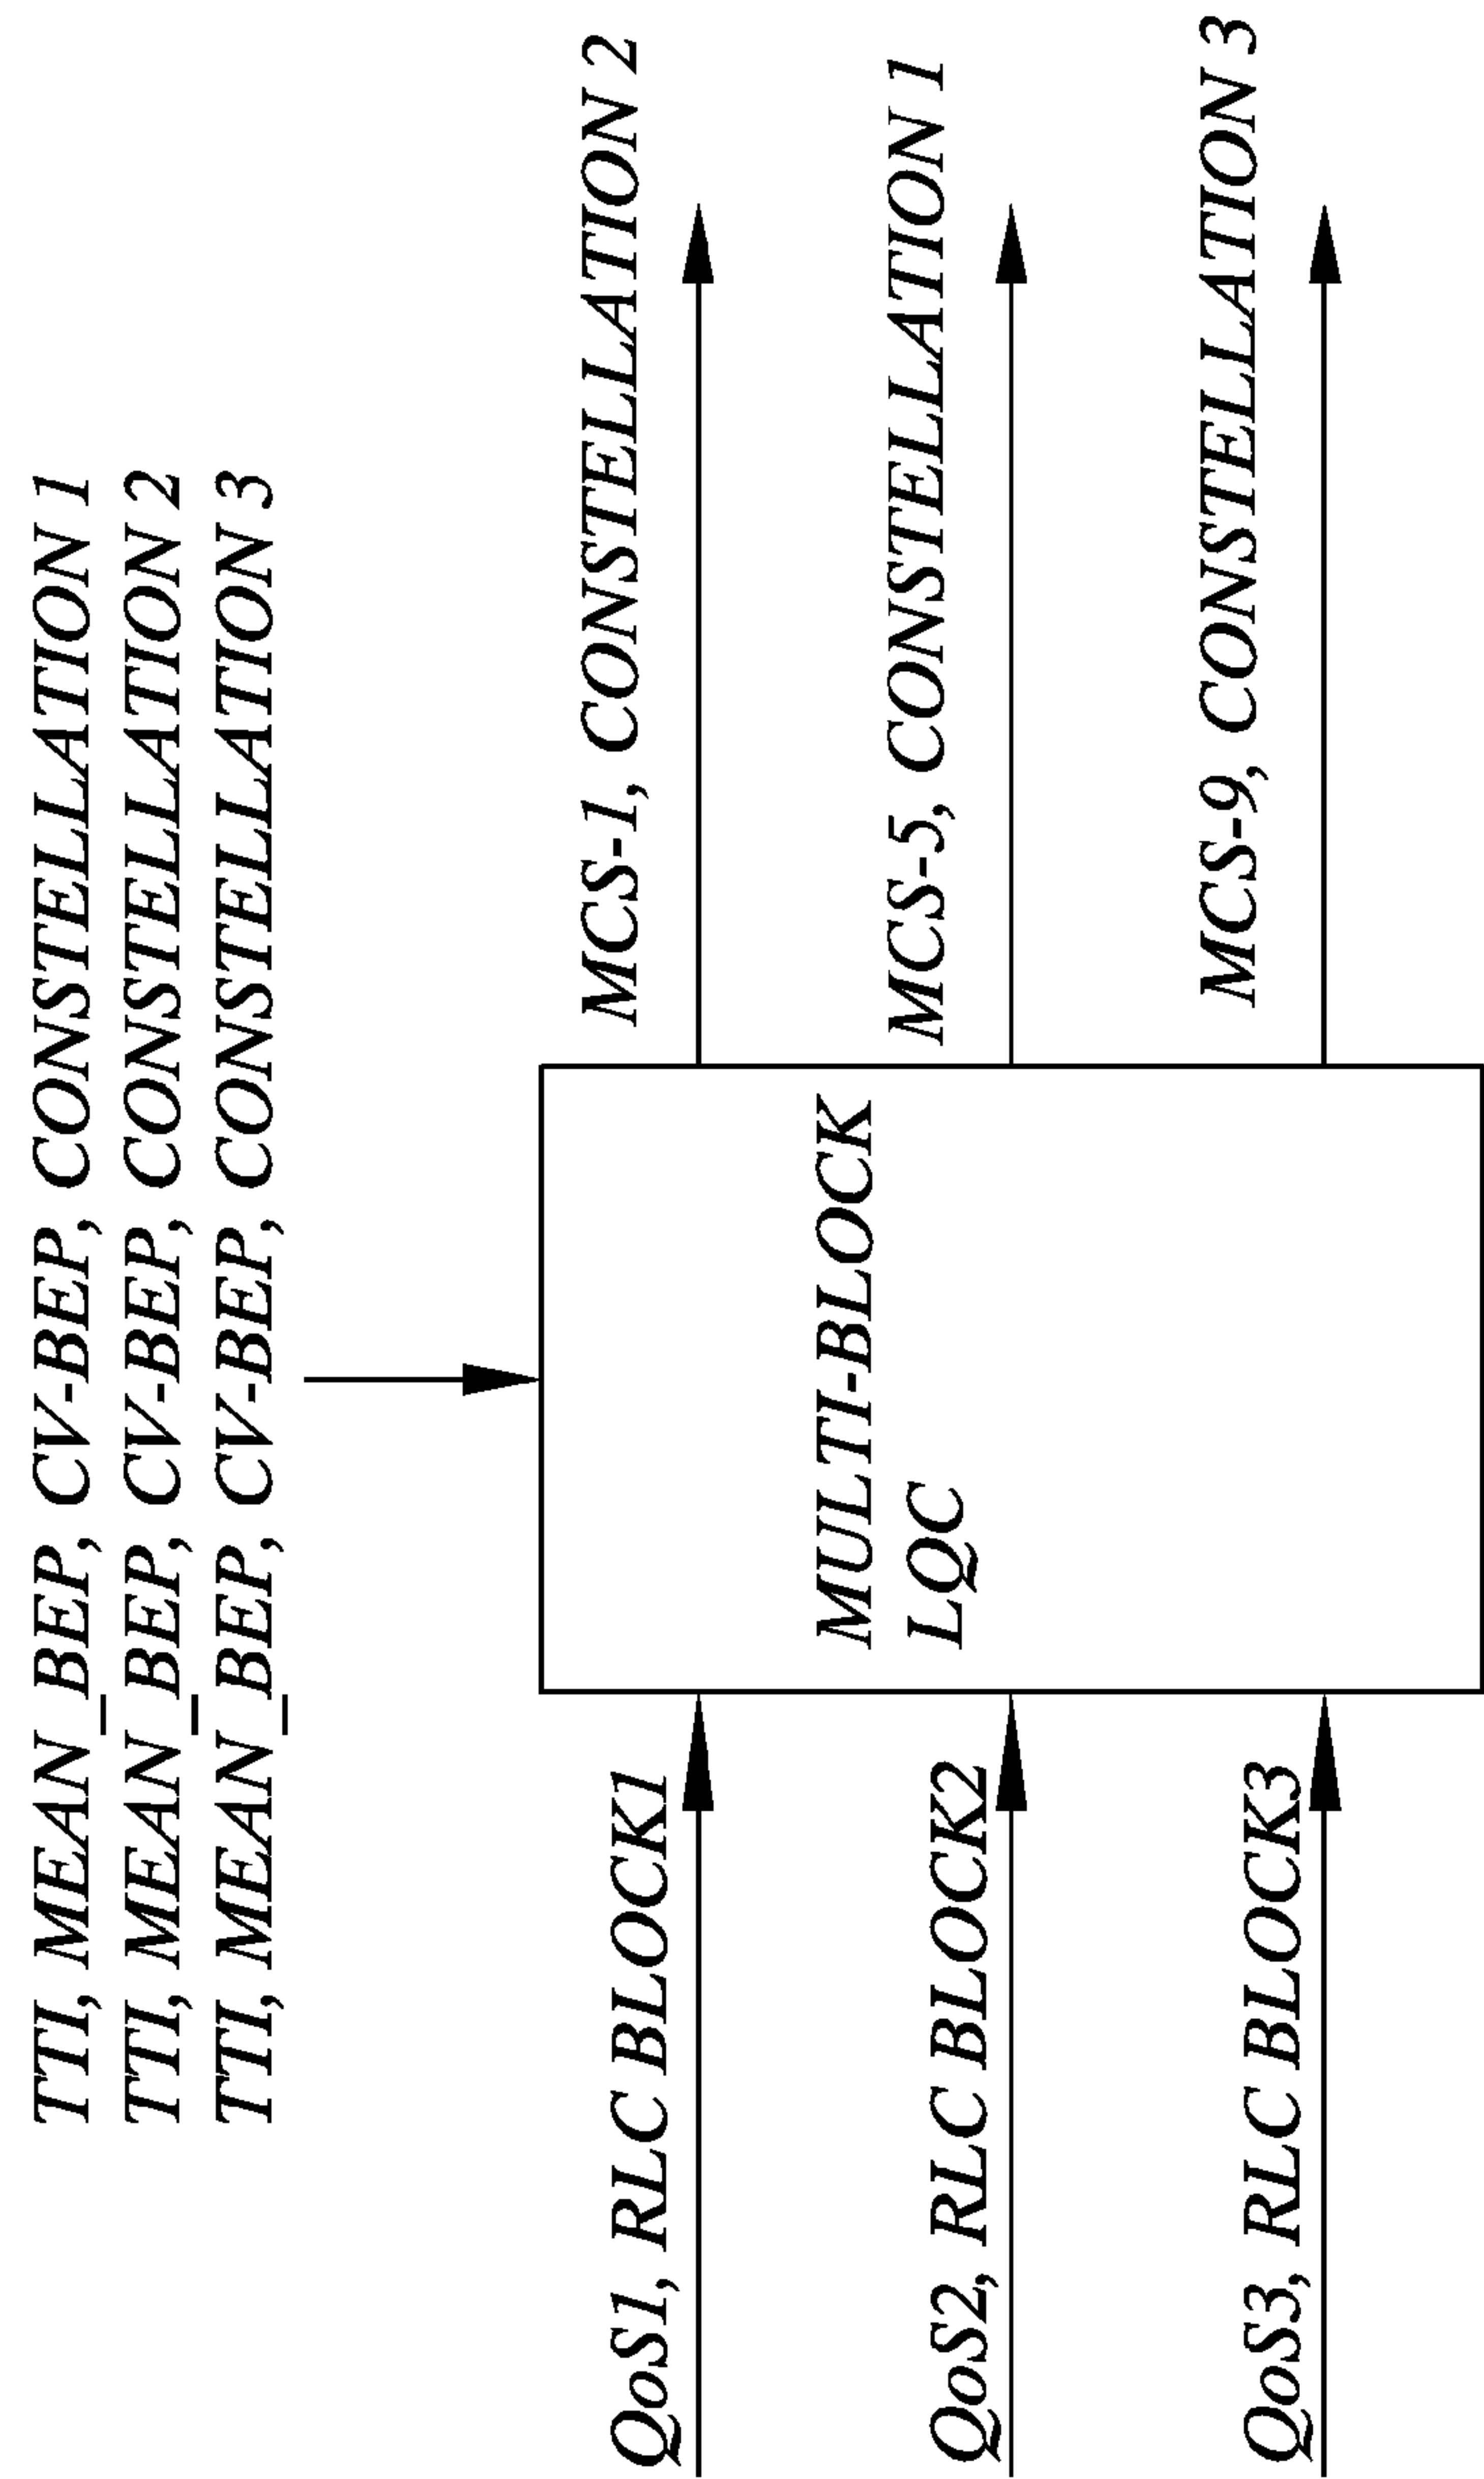 TTI, MEAN_BEP, CV-BEP, CONSTELLATION 1
TTI, MEAN_BEP, CV-BEP, CONSTELLATION 2
TTI, MEAN_BEP, CV-BEP, CONSTELLATION 3
QoS1, RLC BLOCK1
MCS-1, CONSTELLATION 2
MULTI-BLOCK
LQC
QoS2, RLC BLOCK2
MCS-5, CONSTELLATION 1
QoS3, RLC BLOCK3
MCS-9, CONSTELLATION 3